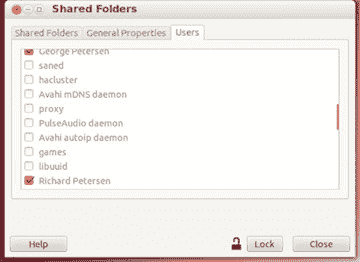 Shared Folders
Shared Folders General Properties Users
George Petersen
saned
hacluster
Avahi mDNS daemon
proxy
PulseAudio daemon
Avahi autoip daemon
games
libuuid
Richard Petersen
Help Lock Close